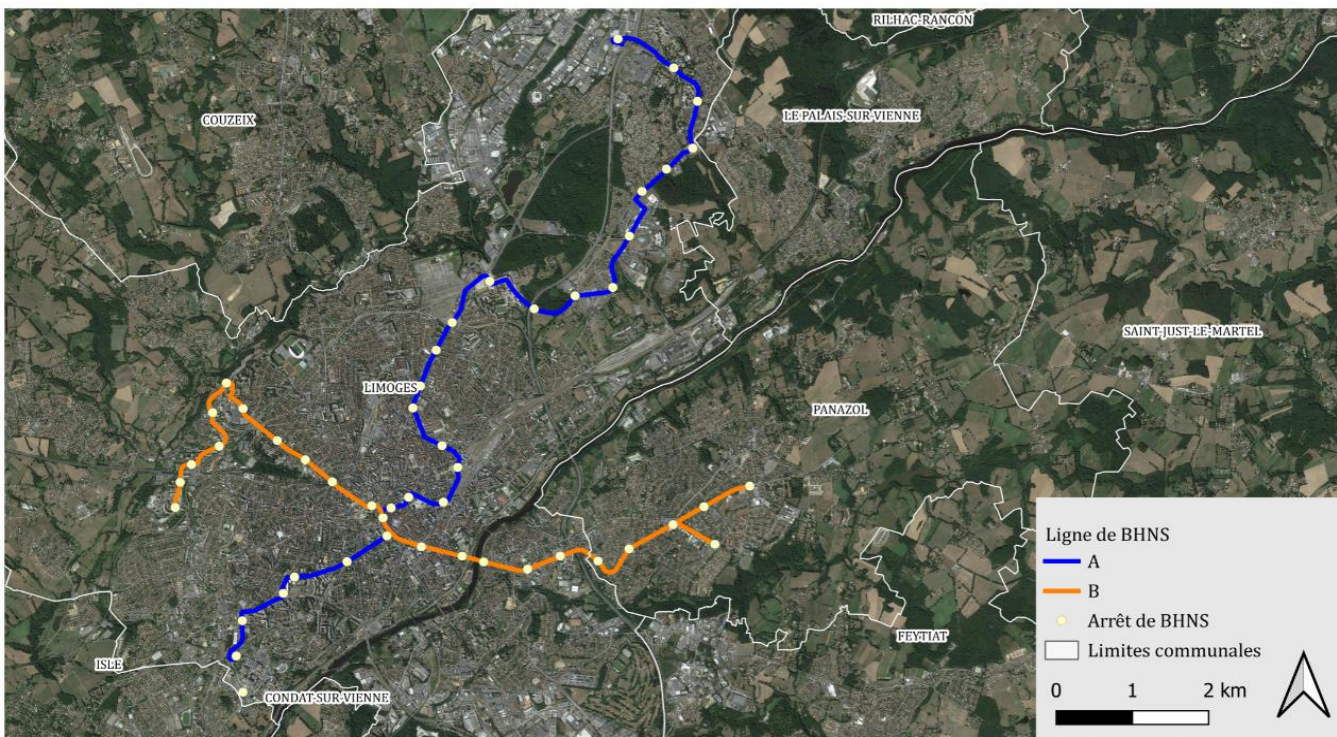 RILHAC-RANCON
COUZEIX
LE PALAIS-SUR-VIENNE
SAINT-JUST-LE-MARTEL
LIMOGES
PANAZOL
FEYTIAT
ISLE
CONDAT-SUR-VIENNE
Ligne de BHNS
A
B
Arrêt de BHNS
Limites communales
0 1 2 km